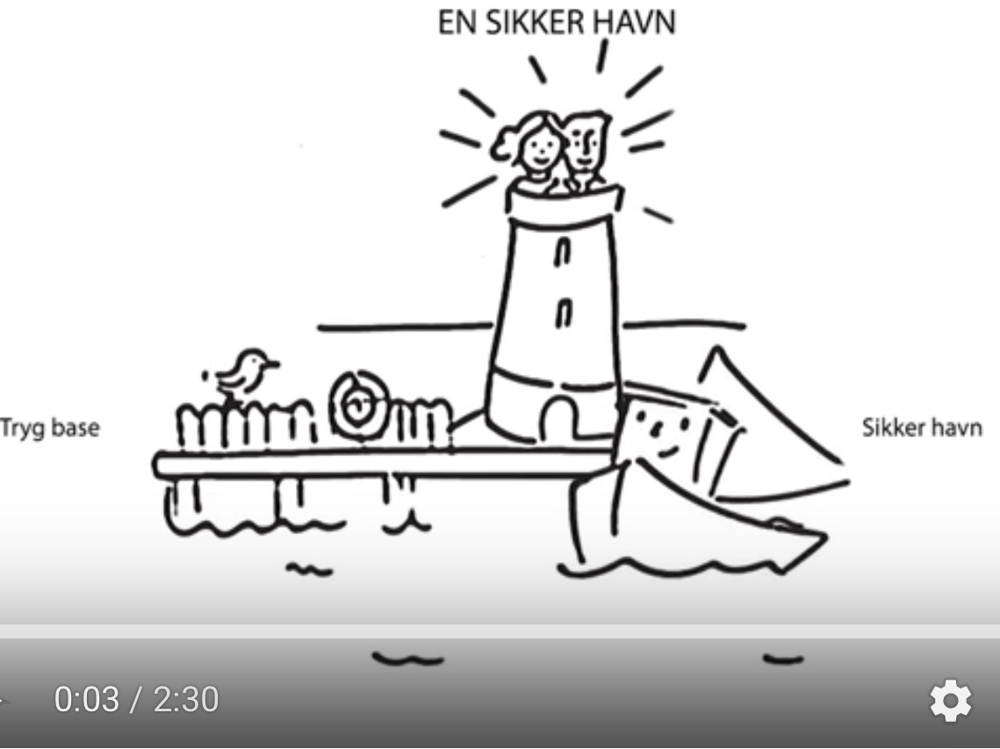 EN SIKKER HAVN
Tryg base
Sikker havn
0:03 / 2:30